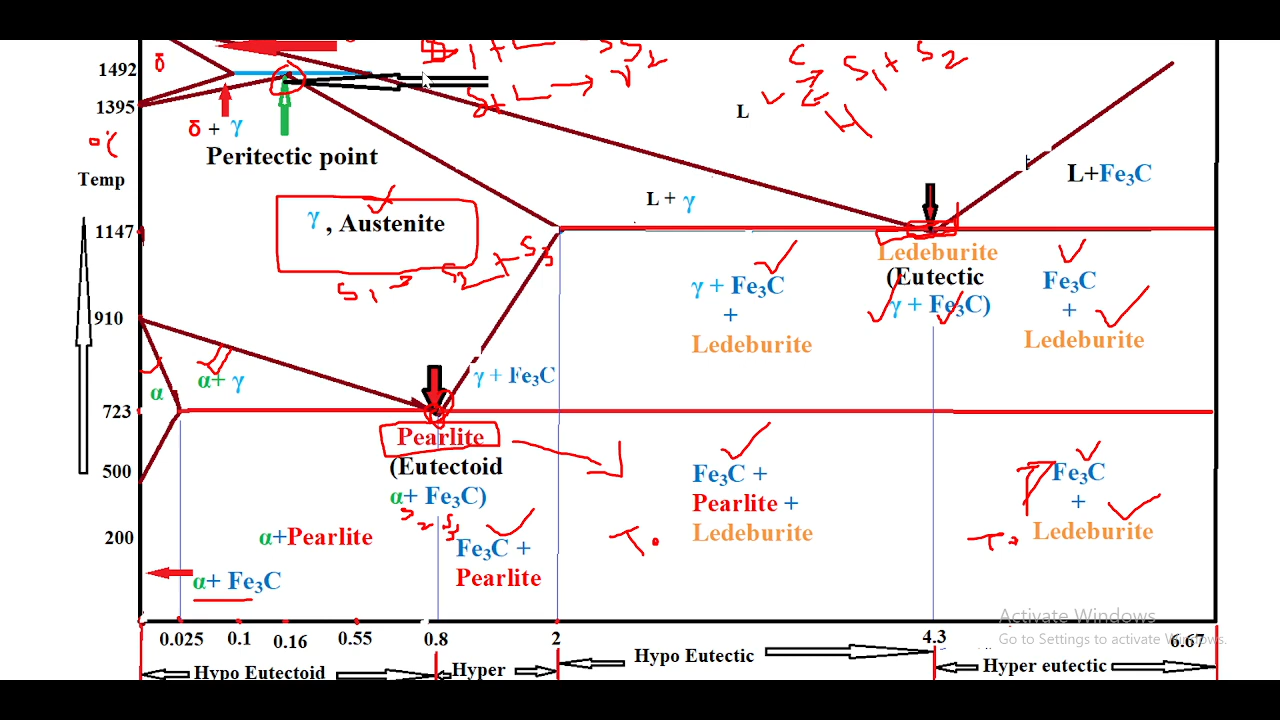 1492
δ
1395
δ + γ
Peritectic point
L
°C
Temp
L+Fe₃C
L + γ
γ , Austenite
1147
Ledeburite
(Eutectic
γ + Fe₃C)
γ + Fe₃C
+
Ledeburite
Fe₃C
+
Ledeburite
910
α
α+ γ
γ + Fe₃C
723
Pearlite
(Eutectoid
α+ Fe₃C)
500
Fe₃C +
Pearlite +
Ledeburite
Fe₃C
+
Ledeburite
200
α+Pearlite
Fe₃C +
Pearlite
α+ Fe₃C
Activate Windows
Go to Settings to activate Windows.
0.025 0.1 0.16 0.55 0.8 2 4.3 6.67
Hypo Eutectoid Hyper Hypo Eutectic Hyper eutectic